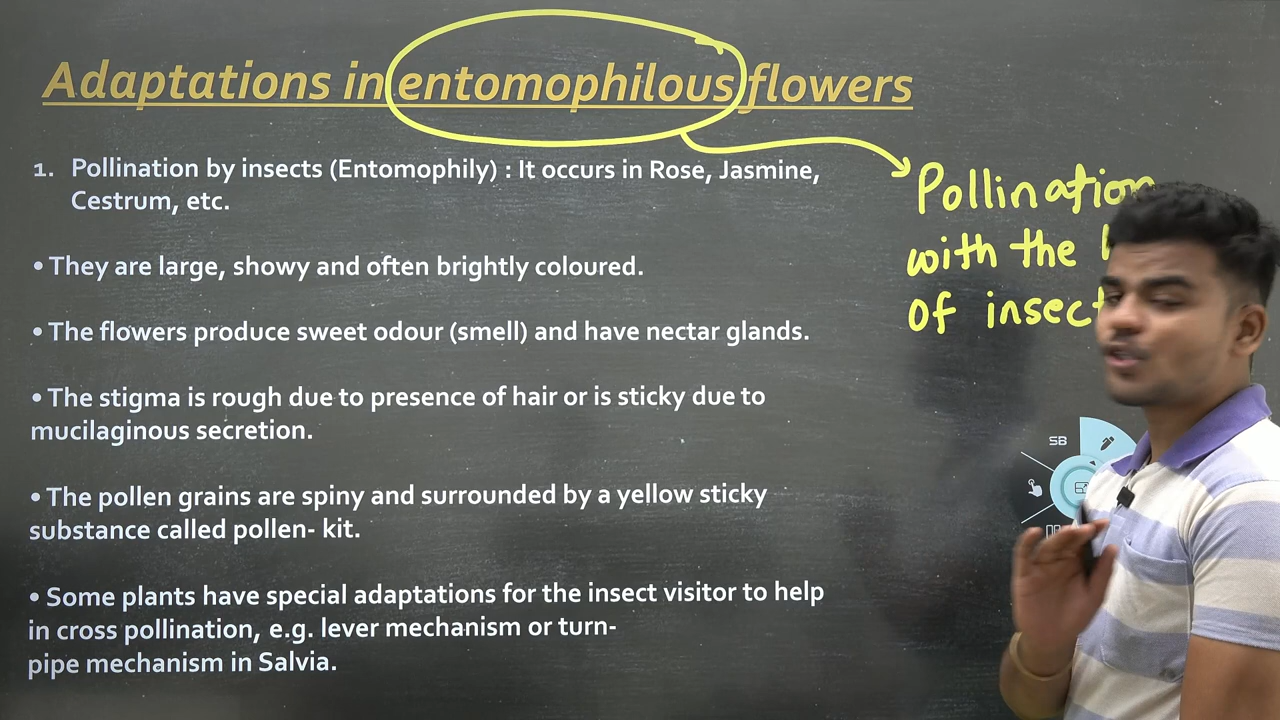 Adaptations in entomophilous flowers
1. Pollination by insects (Entomophily) : It occurs in Rose, Jasmine,
Cestrum, etc.
• They are large, showy and often brightly coloured.
• The flowers produce sweet odour (smell) and have nectar glands.
• The stigma is rough due to presence of hair or is sticky due to
mucilaginous secretion.
• The pollen grains are spiny and surrounded by a yellow sticky
substance called pollen- kit.
• Some plants have special adaptations for the insect visitor to help
in cross pollination, e.g. lever mechanism or turn-
pipe mechanism in Salvia.
Pollination
with the
of insect
SB